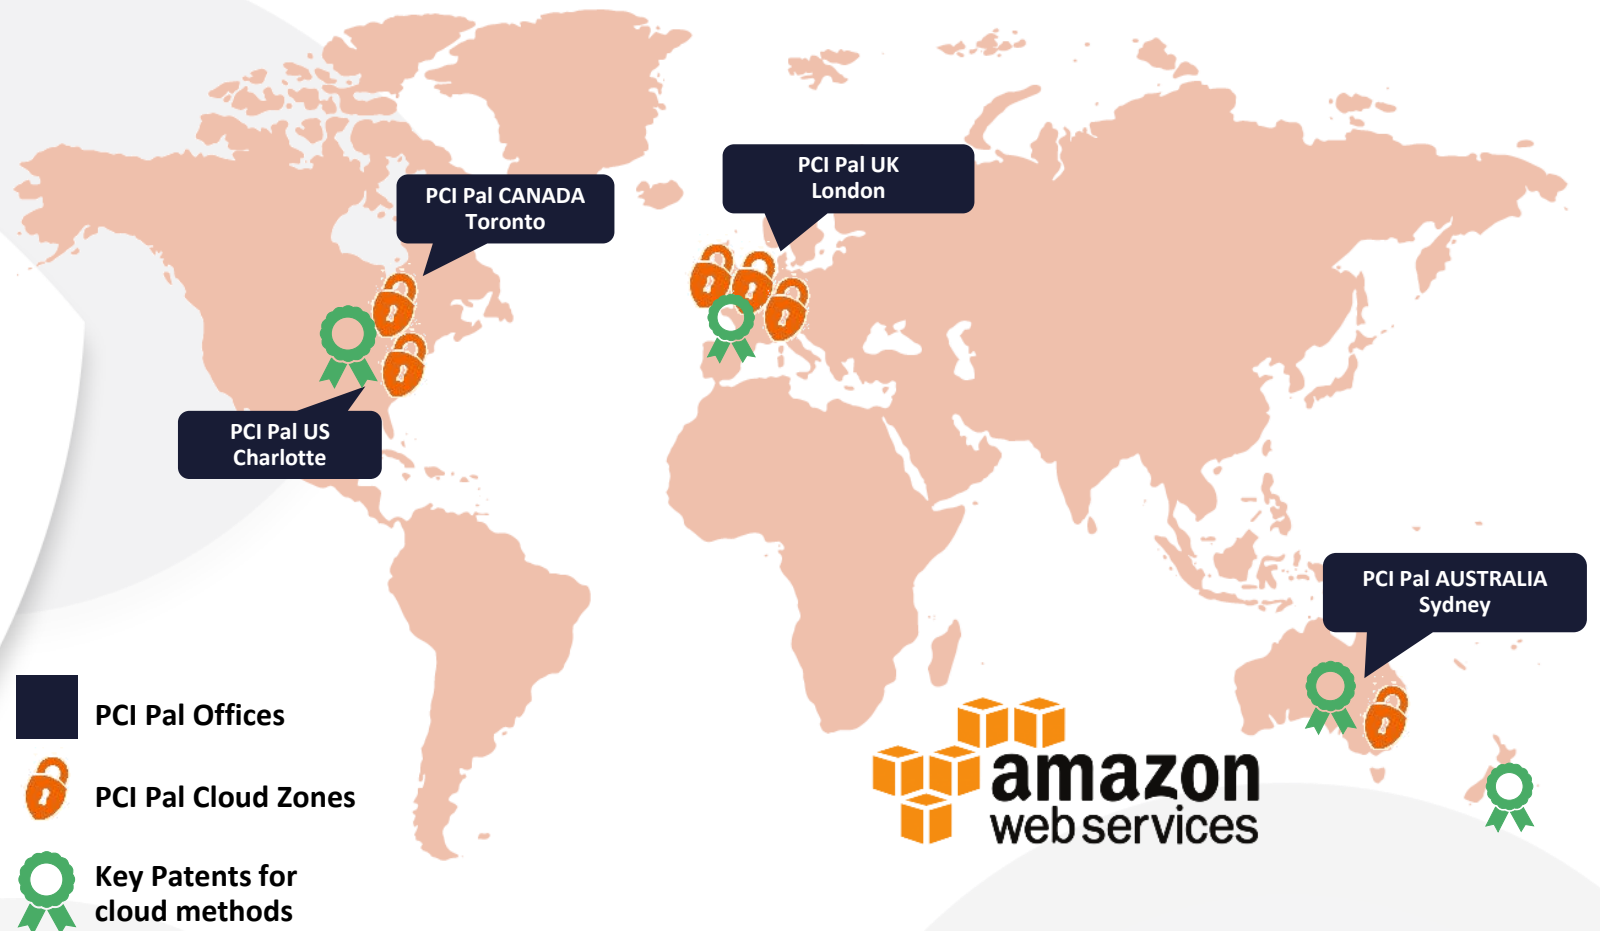 PCI Pal CANADA
Toronto
PCI Pal UK
London
PCI Pal US
Charlotte
PCI Pal AUSTRALIA
Sydney
PCI Pal Offices
PCI Pal Cloud Zones
Key Patents for
cloud methods
amazon
web services